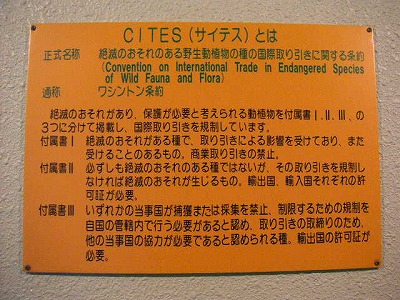 CITES(サイテス)とは
正式名称 絶滅のおそれのある野生動植物の種の国際取り引きに関する条約
(Convention on International Trade in Endangered Species
of Wild Fauna and Flora)
通称 ワシントン条約
絶滅のおそれがあり、保護が必要と考えられる動植物を付属書Ⅰ.Ⅱ.Ⅲ、の
3つに分けて掲載し、国際取り引きを規制しています。
付属書Ⅰ 絶滅のおそれがある種で、取り引きによる影響を受けており、また
受けることのあるもの。商業取り引きの禁止。
付属書Ⅱ 必ずしも絶滅のおそれのある種ではないが、その取り引きを規制し
なければ絶滅のおそれが生じるもの。輸出国、輸入国それぞれの許
可証が必要。
付属書Ⅲ いずれかの当事国が捕獲または採集を禁止、制限するための規制を
自国の管轄内で行う必要があると認め、取り引きの取締りのため、
他の当事国の協力が必要であると認められる種。輸出国の許可証が
必要。